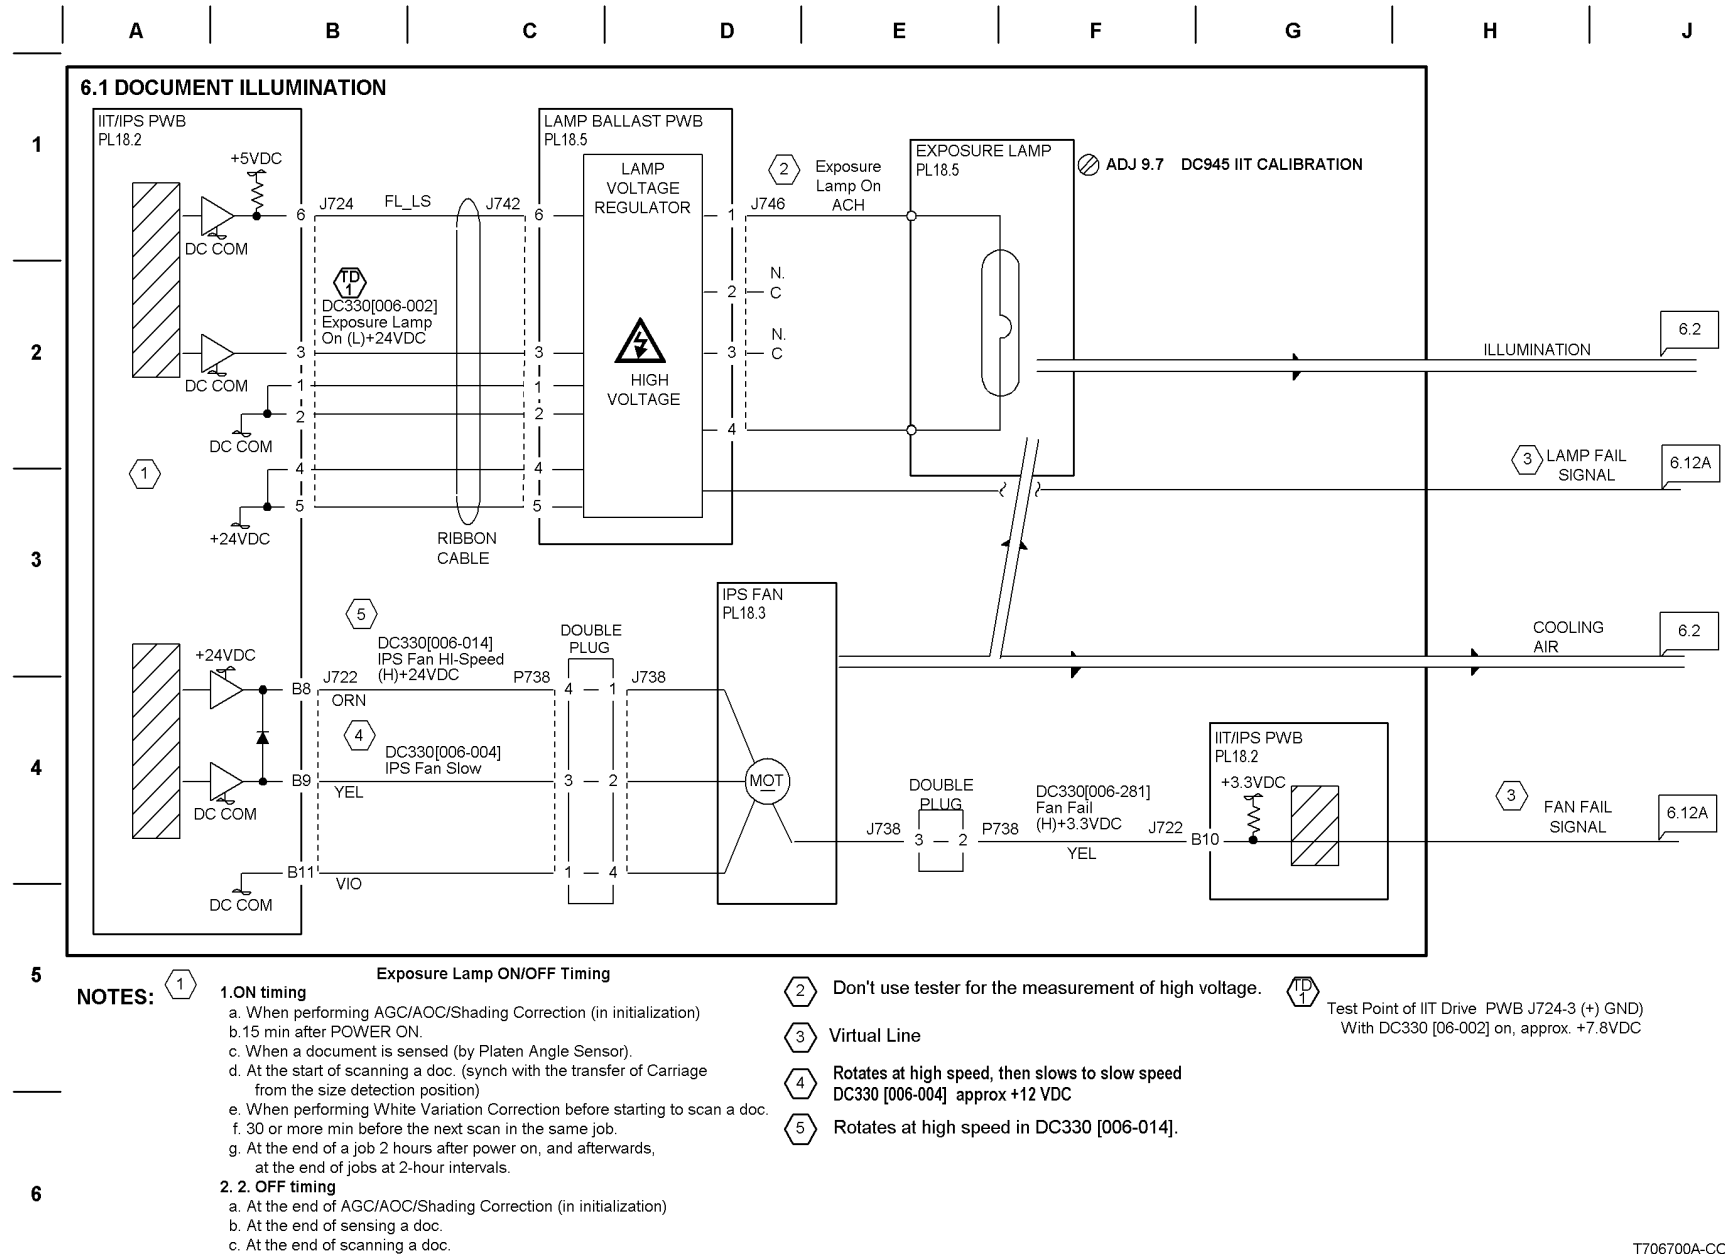 A B C D E F G H J
1
2
3
4
5
6
6.1 DOCUMENT ILLUMINATION
IIT/IPS PWB
PL18.2
+5VDC
DC COM
6
J724
FL_LS
J742
6
LAMP BALLAST PWB
PL18.5
LAMP
VOLTAGE
REGULATOR
HIGH
VOLTAGE
1
J746
2
N.
C
3
N.
C
4
2
Exposure
Lamp On
ACH
EXPOSURE LAMP
PL18.5
ADJ 9.7 DC945 IIT CALIBRATION
TD
1
DC330[006-002]
Exposure Lamp
On (L)+24VDC
DC COM
3
1
2
4
5
3
1
2
4
5
DC COM
+24VDC
1
RIBBON
CABLE
ILLUMINATION
6.2
3
LAMP FAIL
SIGNAL
6.12A
COOLING
AIR
6.2
IPS FAN
PL18.3
MOT
5
DC330[006-014]
IPS Fan HI-Speed
(H)+24VDC
DOUBLE
PLUG
+24VDC
B8
J722
ORN
P738
4 — 1
J738
4
DC330[006-004]
IPS Fan Slow
B9
YEL
3 — 2
DC COM
B11
VIO
1 — 4
DC COM
DOUBLE
PLUG
J738
3 — 2
P738
DC330[006-281]
Fan Fail
(H)+3.3VDC
J722
YEL
B10
IIT/IPS PWB
PL18.2
+3.3VDC
3
FAN FAIL
SIGNAL
6.12A
NOTES:
1
Exposure Lamp ON/OFF Timing
1.ON timing
a. When performing AGC/AOC/Shading Correction (in initialization)
b.15 min after POWER ON.
c. When a document is sensed (by Platen Angle Sensor).
d. At the start of scanning a doc. (synch with the transfer of Carriage
from the size detection position)
e. When performing White Variation Correction before starting to scan a doc.
f. 30 or more min before the next scan in the same job.
g. At the end of a job 2 hours after power on, and afterwards,
at the end of jobs at 2-hour intervals.
2. 2. OFF timing
a. At the end of AGC/AOC/Shading Correction (in initialization)
b. At the end of sensing a doc.
c. At the end of scanning a doc.
2
Don't use tester for the measurement of high voltage.
3
Virtual Line
4
Rotates at high speed, then slows to slow speed
DC330 [006-004] approx +12 VDC
5
Rotates at high speed in DC330 [006-014].
TD
1
Test Point of IIT Drive PWB J724-3 (+) GND)
With DC330 [06-002] on, approx. +7.8VDC
T706700A-CO